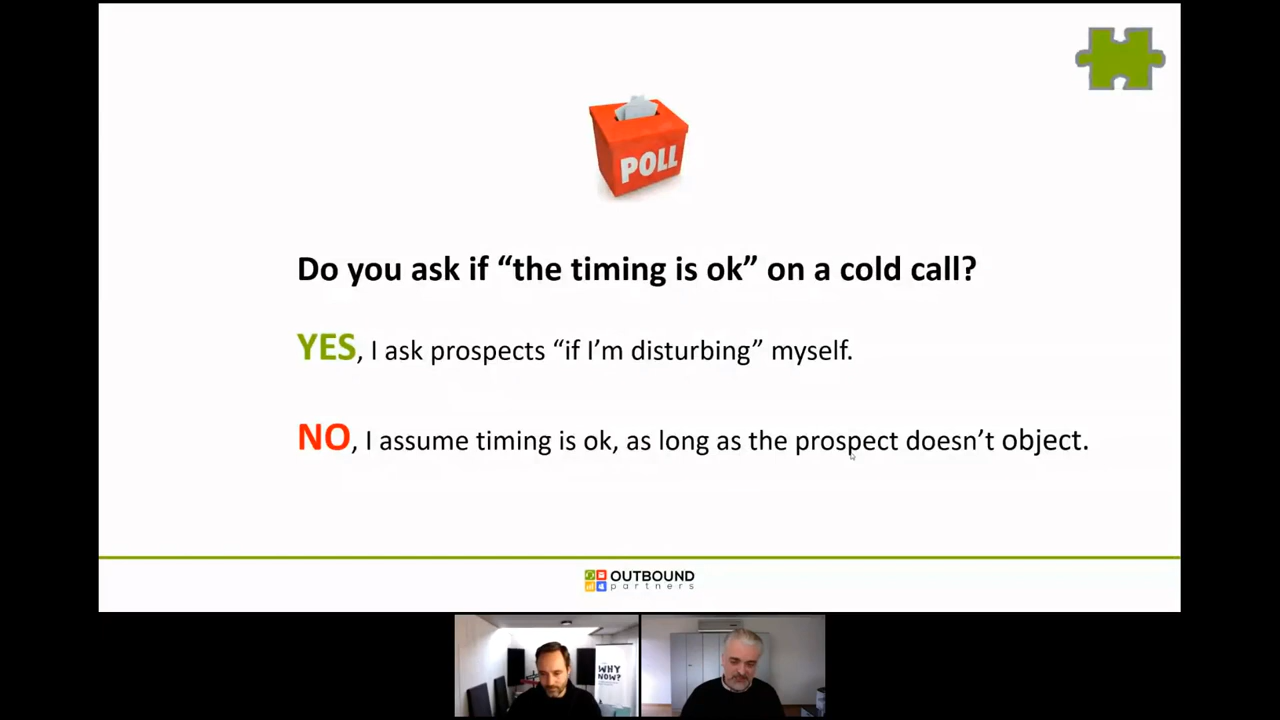 POLL
Do you ask if “the timing is ok” on a cold call?
YES, I ask prospects “if I’m disturbing” myself.
NO, I assume timing is ok, as long as the prospect doesn’t object.
OUTBOUND
partners
WHY
NOW?